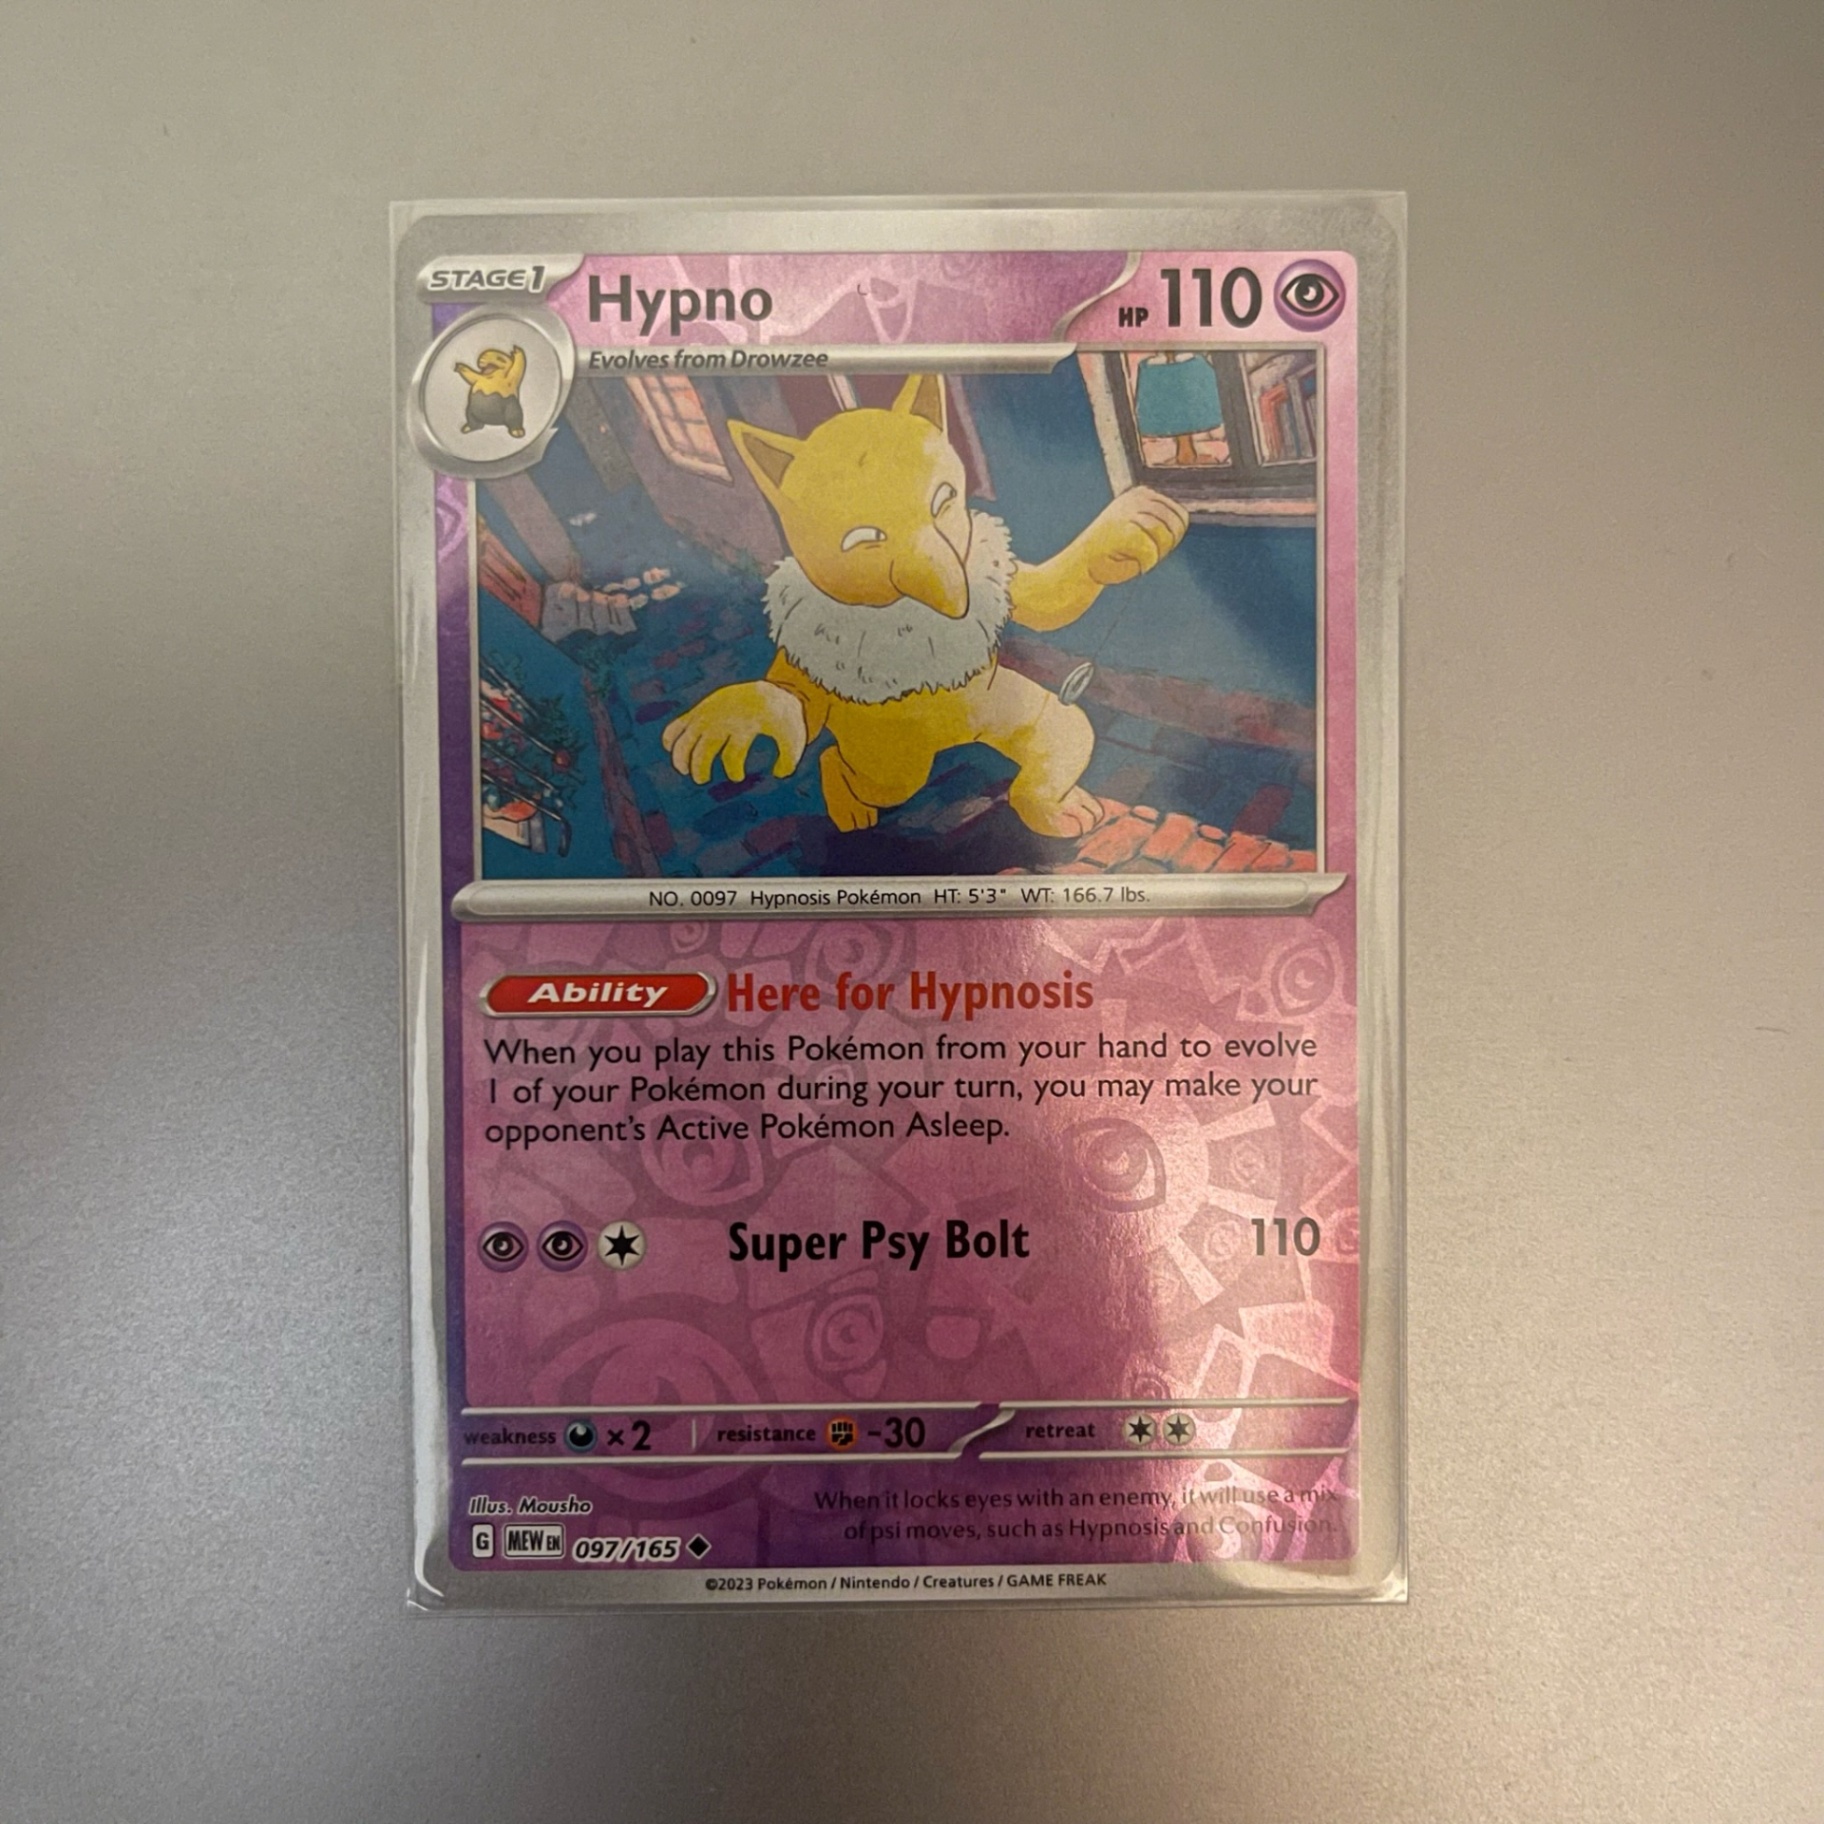 STAGE1 Hypno HP 110
Evolves from Drowzee
NO. 0097 Hypnosis Pokémon HT: 5'3" WT: 166.7 lbs.
Ability Here for Hypnosis
When you play this Pokémon from your hand to evolve
1 of your Pokémon during your turn, you may make your
opponent's Active Pokémon Asleep.
Super Psy Bolt 110
weakness ×2 resistance -30 retreat
Illus. Mousho
When it locks eyes with an enemy, it will use a mix
of psi moves, such as Hypnosis and Confusion.
G MEW EN 097/165
©2023 Pokémon / Nintendo / Creatures / GAME FREAK